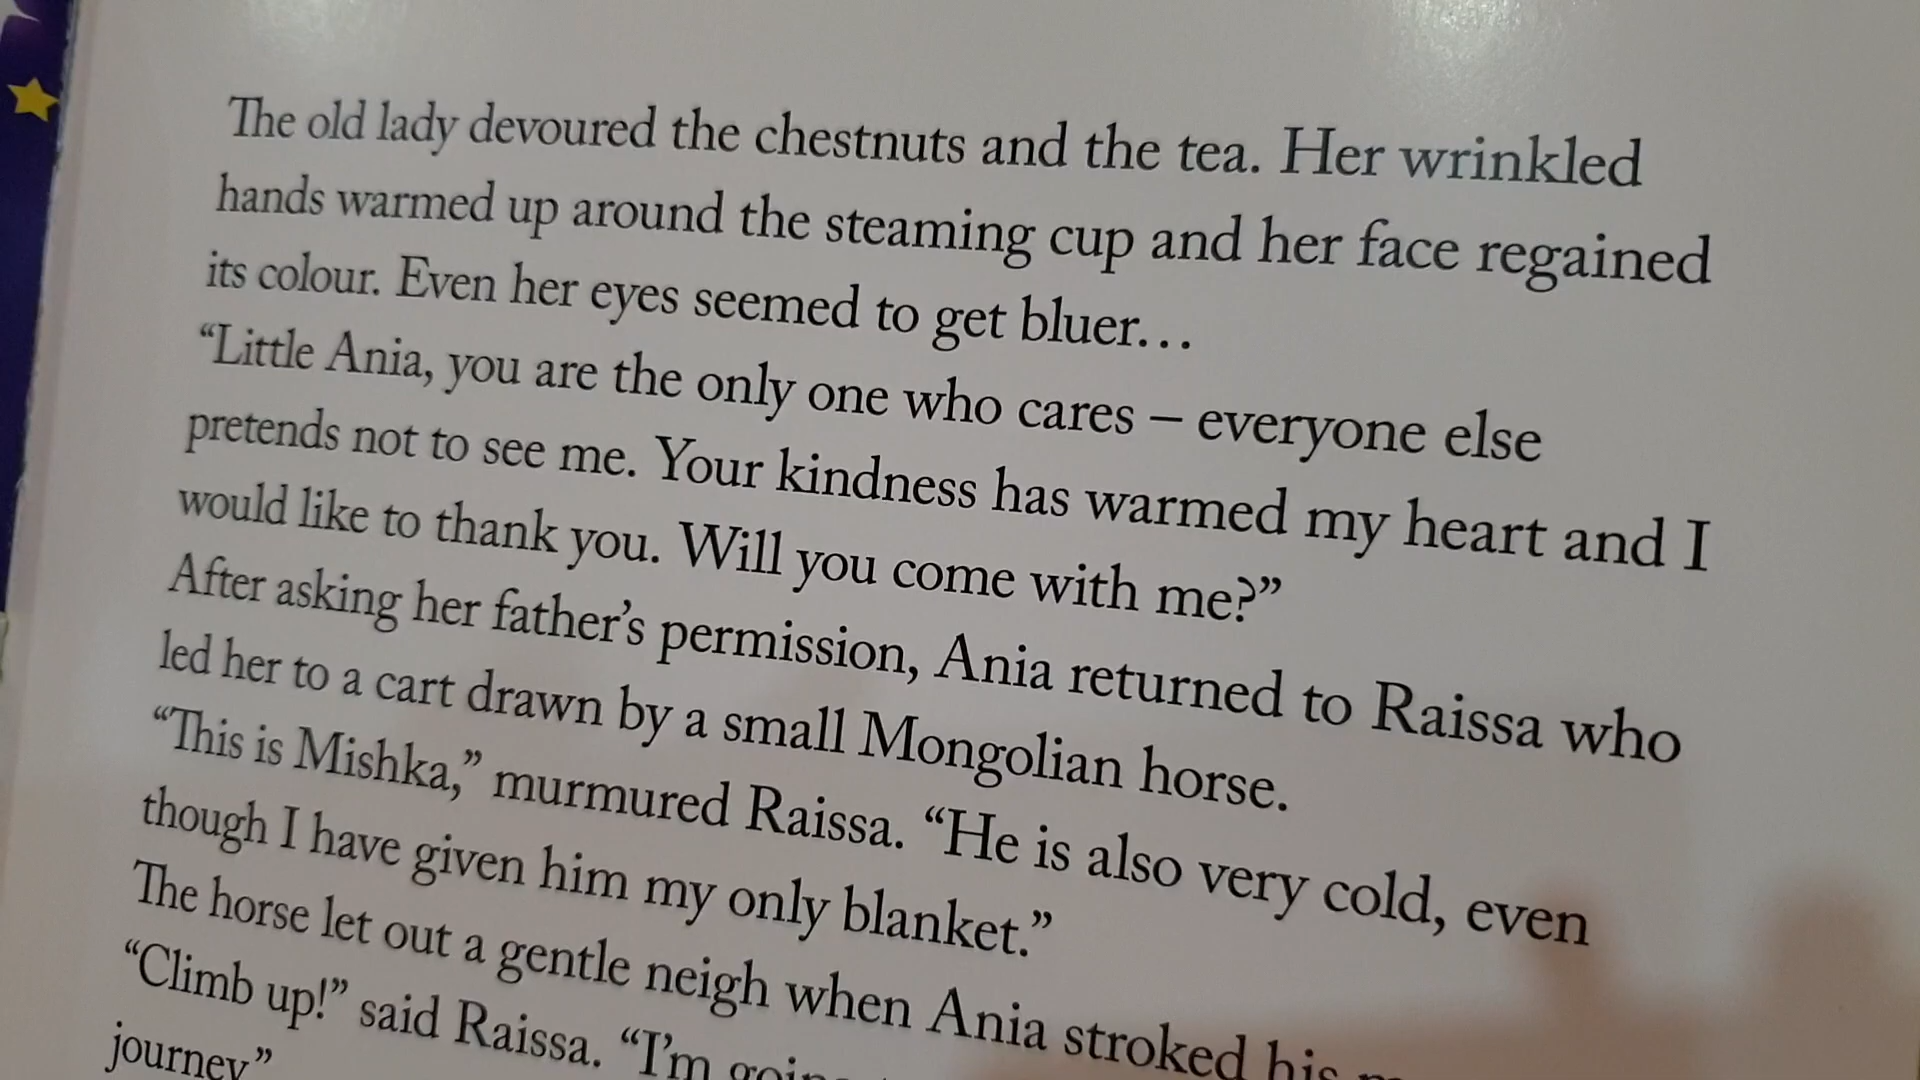 The old lady devoured the chestnuts and the tea. Her wrinkled
hands warmed up around the steaming cup and her face regained
its colour. Even her eyes seemed to get bluer…
“Little Ania, you are the only one who cares – everyone else
pretends not to see me. Your kindness has warmed my heart and I
would like to thank you. Will you come with me?”
After asking her father’s permission, Ania returned to Raissa who
led her to a cart drawn by a small Mongolian horse.
“This is Mishka,” murmured Raissa. “He is also very cold, even
though I have given him my only blanket.”
The horse let out a gentle neigh when Ania stroked his
“Climb up!” said Raissa. “I’m going
journey”